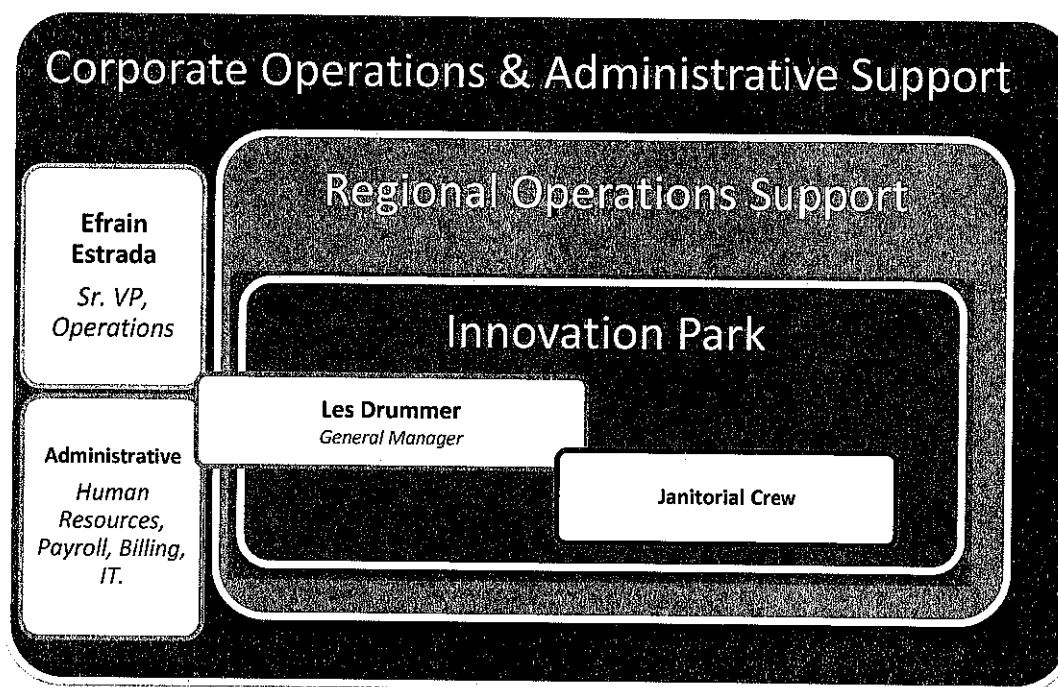 Corporate Operations & Administrative Support
Regional Operations Support
Innovation Park
Efrain
Estrada
Sr. VP,
Operations
Les Drummer
General Manager
Administrative
Human
Resources,
Payroll, Billing,
IT.
Janitorial Crew